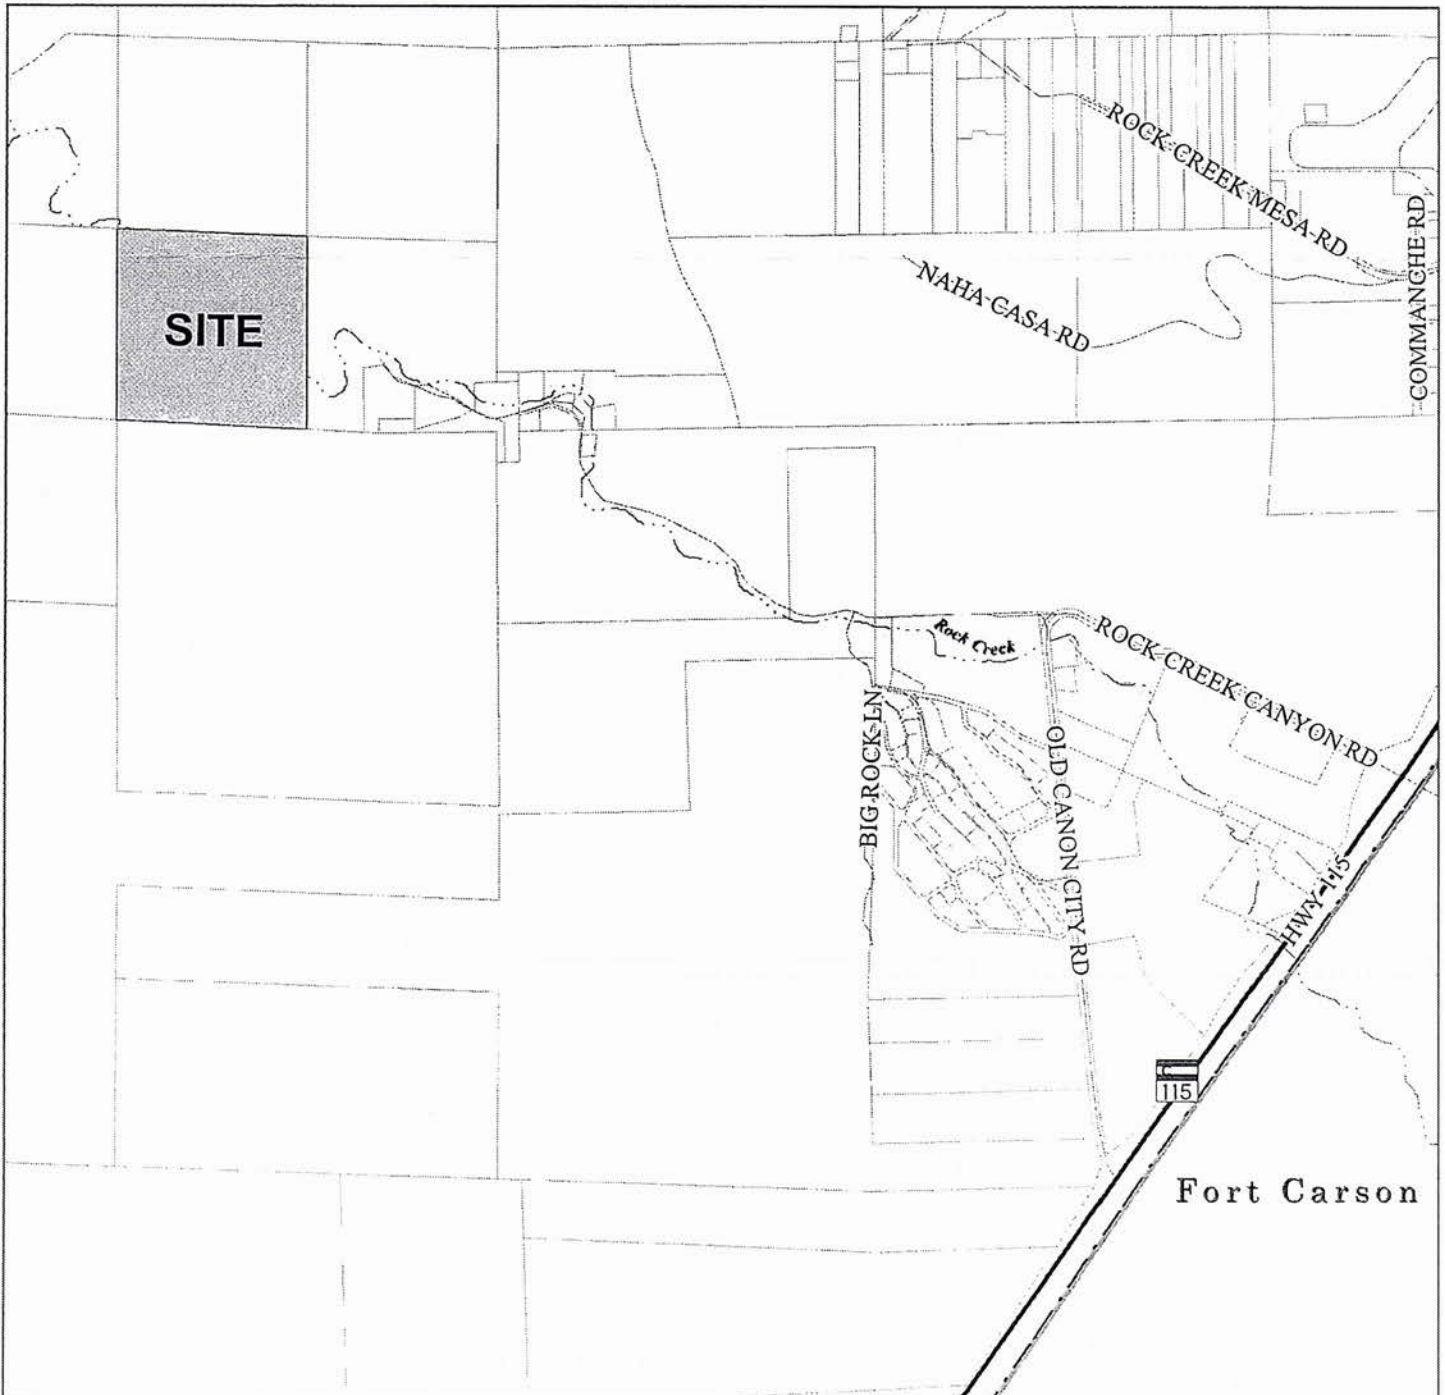 ROCK CREEK MESA RD
COMMANCHE RD
NAHA CASA RD
SITE
Rock Creek
ROCK CREEK CANYON RD
BIG ROCK LN
OLD CANON CITY RD
HWY 115
C
115
Fort Carson